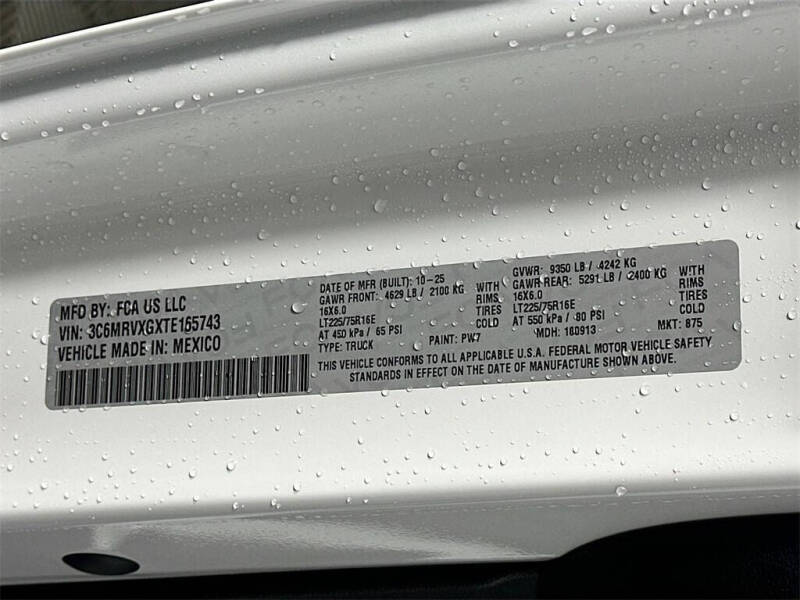 MFD BY: FCA US LLC
VIN: 3C6MRVXGXTE165743
VEHICLE MADE IN: MEXICO
DATE OF MFR (BUILT): 10-25
GAWR FRONT: 4629 LB / 2100 KG WITH
16X6.0 RIMS
LT225/75R16E TIRES
AT 450 kPa / 65 PSI COLD
TYPE: TRUCK PAINT: PW7
GVWR: 9350 LB / 4242 KG
GAWR REAR: 5291 LB / 2400 KG WITH
16X6.0 RIMS
LT225/75R16E TIRES
AT 550 kPa / 80 PSI COLD
MDH: 180913 MKT: 875
THIS VEHICLE CONFORMS TO ALL APPLICABLE U.S.A. FEDERAL MOTOR VEHICLE SAFETY
STANDARDS IN EFFECT ON THE DATE OF MANUFACTURE SHOWN ABOVE.